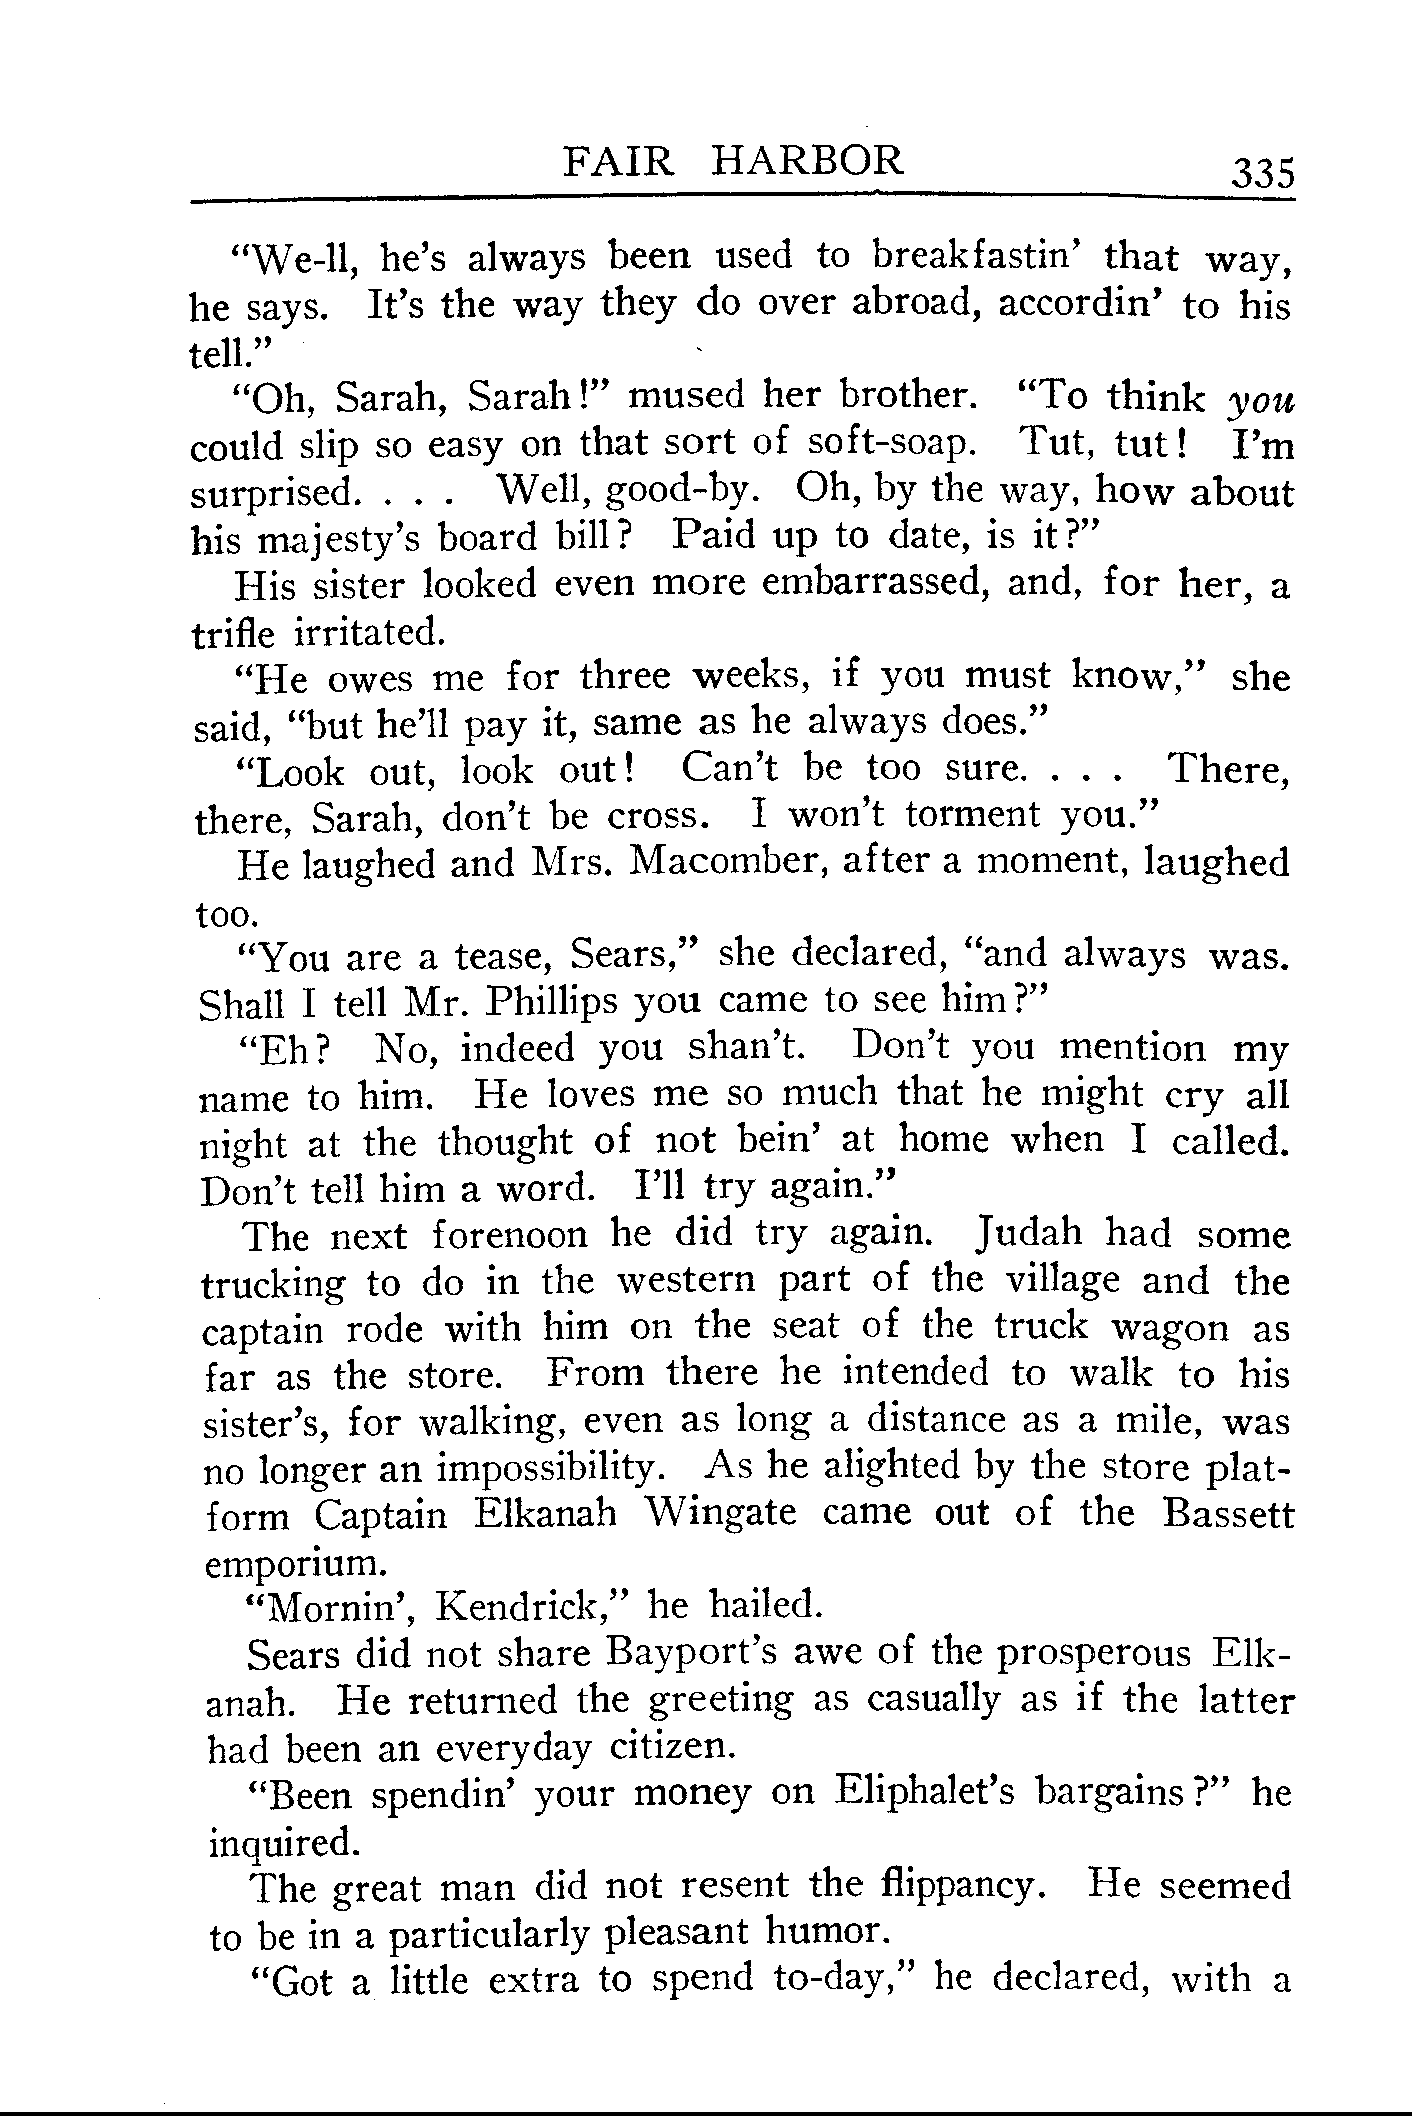 FAIR HARBOR 335
“We-ll, he’s always been used to breakfastin’ that way,
he says. It’s the way they do over abroad, accordin’ to his
tell.”
“Oh, Sarah, Sarah!” mused her brother. “To think you
could slip so easy on that sort of soft-soap. Tut, tut! I’m
surprised. . . . Well, good-by. Oh, by the way, how about
his majesty’s board bill? Paid up to date, is it?”
His sister looked even more embarrassed, and, for her, a
trifle irritated.
“He owes me for three weeks, if you must know,” she
said, “but he’ll pay it, same as he always does.”
“Look out, look out! Can’t be too sure. . . . There,
there, Sarah, don’t be cross. I won’t torment you.”
He laughed and Mrs. Macomber, after a moment, laughed
too.
“You are a tease, Sears,” she declared, “and always was.
Shall I tell Mr. Phillips you came to see him?”
“Eh? No, indeed you shan’t. Don’t you mention my
name to him. He loves me so much that he might cry all
night at the thought of not bein’ at home when I called.
Don’t tell him a word. I’ll try again.”
The next forenoon he did try again. Judah had some
trucking to do in the western part of the village and the
captain rode with him on the seat of the truck wagon as
far as the store. From there he intended to walk to his
sister’s, for walking, even as long a distance as a mile, was
no longer an impossibility. As he alighted by the store plat-
form Captain Elkanah Wingate came out of the Bassett
emporium.
“Mornin’, Kendrick,” he hailed.
Sears did not share Bayport’s awe of the prosperous Elk-
anah. He returned the greeting as casually as if the latter
had been an everyday citizen.
“Been spendin’ your money on Eliphalet’s bargains?” he
inquired.
The great man did not resent the flippancy. He seemed
to be in a particularly pleasant humor.
“Got a little extra to spend to-day,” he declared, with a